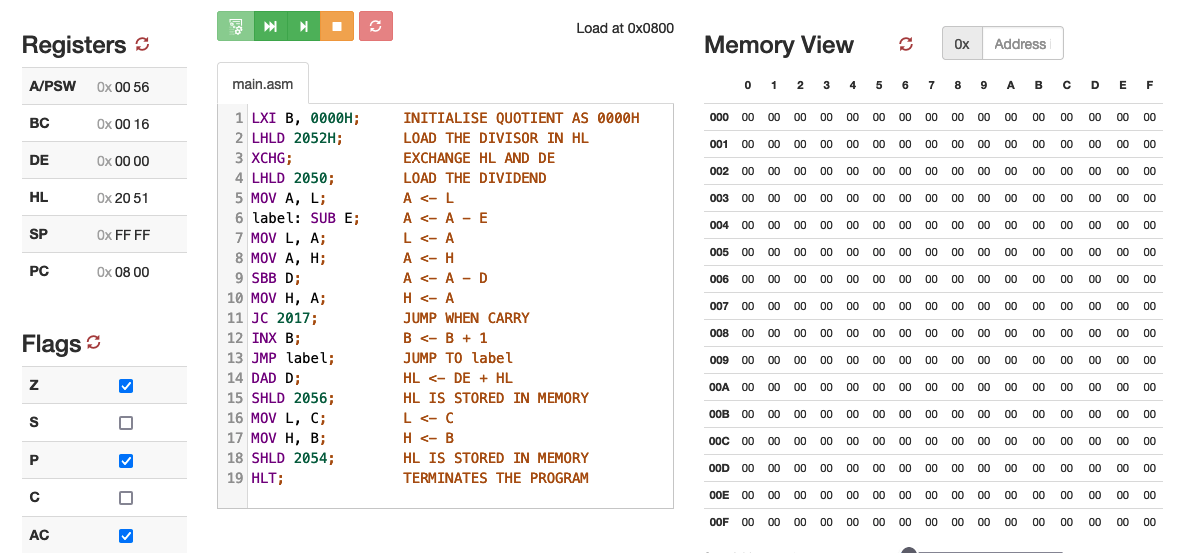 Load at 0x0800
Registers
A/PSW 0x 00 56
BC 0x 00 16
DE 0x 00 00
HL 0x 20 51
SP 0x FF FF
PC 0x 08 00
Flags
Z
S
P
C
AC
main.asm
1 LXI B, 0000H; INITIALISE QUOTIENT AS 0000H
2 LHLD 2052H; LOAD THE DIVISOR IN HL
3 XCHG; EXCHANGE HL AND DE
4 LHLD 2050; LOAD THE DIVIDEND
5 MOV A, L; A <- L
6 label: SUB E; A <- A - E
7 MOV L, A; L <- A
8 MOV A, H; A <- H
9 SBB D; A <- A - D
10 MOV H, A; H <- A
11 JC 2017; JUMP WHEN CARRY
12 INX B; B <- B + 1
13 JMP label; JUMP TO label
14 DAD D; HL <- DE + HL
15 SHLD 2056; HL IS STORED IN MEMORY
16 MOV L, C; L <- C
17 MOV H, B; H <- B
18 SHLD 2054; HL IS STORED IN MEMORY
19 HLT; TERMINATES THE PROGRAM
Memory View 0x Address
0 1 2 3 4 5 6 7 8 9 A B C D E F
000 00 00 00 00 00 00 00 00 00 00 00 00 00 00 00 00
001 00 00 00 00 00 00 00 00 00 00 00 00 00 00 00 00
002 00 00 00 00 00 00 00 00 00 00 00 00 00 00 00 00
003 00 00 00 00 00 00 00 00 00 00 00 00 00 00 00 00
004 00 00 00 00 00 00 00 00 00 00 00 00 00 00 00 00
005 00 00 00 00 00 00 00 00 00 00 00 00 00 00 00 00
006 00 00 00 00 00 00 00 00 00 00 00 00 00 00 00 00
007 00 00 00 00 00 00 00 00 00 00 00 00 00 00 00 00
008 00 00 00 00 00 00 00 00 00 00 00 00 00 00 00 00
009 00 00 00 00 00 00 00 00 00 00 00 00 00 00 00 00
00A 00 00 00 00 00 00 00 00 00 00 00 00 00 00 00 00
00B 00 00 00 00 00 00 00 00 00 00 00 00 00 00 00 00
00C 00 00 00 00 00 00 00 00 00 00 00 00 00 00 00 00
00D 00 00 00 00 00 00 00 00 00 00 00 00 00 00 00 00
00E 00 00 00 00 00 00 00 00 00 00 00 00 00 00 00 00
00F 00 00 00 00 00 00 00 00 00 00 00 00 00 00 00 00